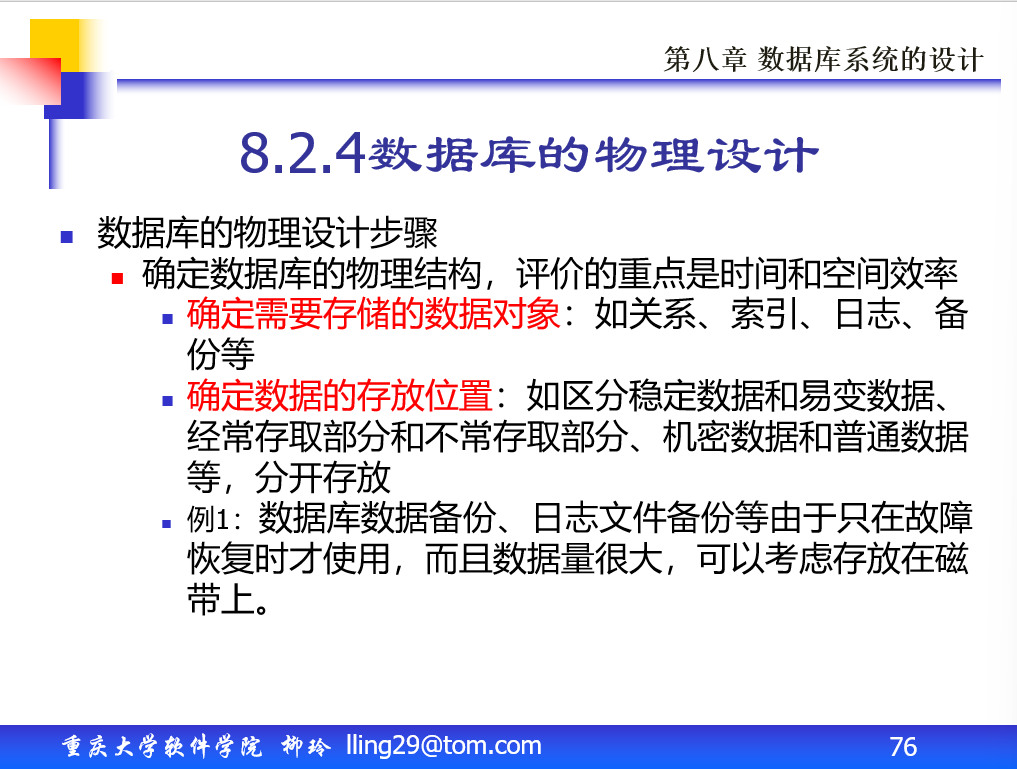 第八章 数据库系统的设计
8.2.4数据库的物理设计
数据库的物理设计步骤
确定数据库的物理结构，评价的重点是时间和空间效率
确定需要存储的数据对象：如关系、索引、日志、备
份等
确定数据的存放位置：如区分稳定数据和易变数据、
经常存取部分和不常存取部分、机密数据和普通数据
等，分开存放
例1：数据库数据备份、日志文件备份等由于只在故障
恢复时才使用，而且数据量很大，可以考虑存放在磁
带上。
重庆大学软件学院 柳玲 lling29@tom.com 76